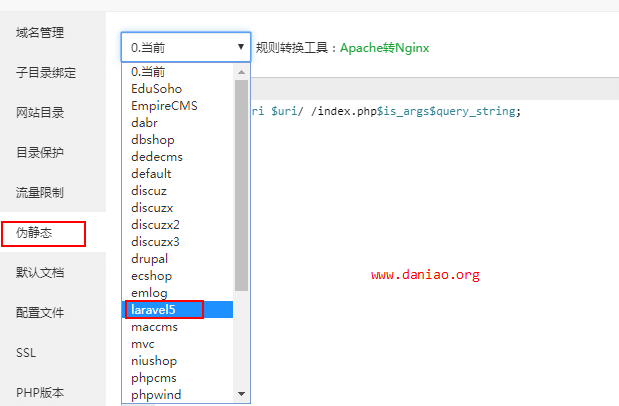 域名管理
子目录绑定
网站目录
目录保护
流量限制
伪静态
默认文档
配置文件
SSL
PHP版本
0.当前
规则转换工具：Apache转Nginx
0.当前
EduSoho
EmpireCMS
dabr
dbshop
dedecms
default
discuz
discuzx
discuzx2
discuzx3
drupal
ecshop
emlog
laravel5
maccms
mvc
niushop
phpcms
phpwind
ri $uri/ /index.php$is_args$query_string;
www.daniao.org